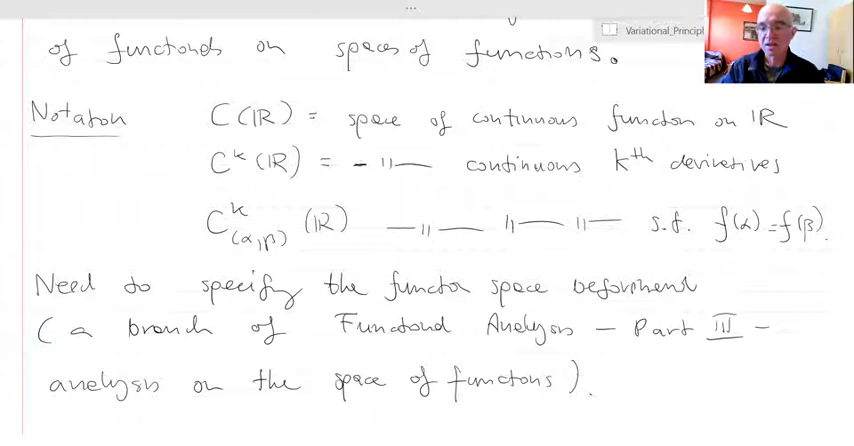 of functionals on spaces of functions.
Variational_Princip
Notation C(ℝ) = space of continuous function on ℝ
C^k(ℝ) = – 〃 — continuous k^th derivatives
C^k_(α,β)(ℝ) — 〃 — 〃 — 〃 — s.t. f(α) = f(β).
Need to specify the function space beforehand
( a branch of Functional Analysis – Part III –
analysis on the space of functions ).